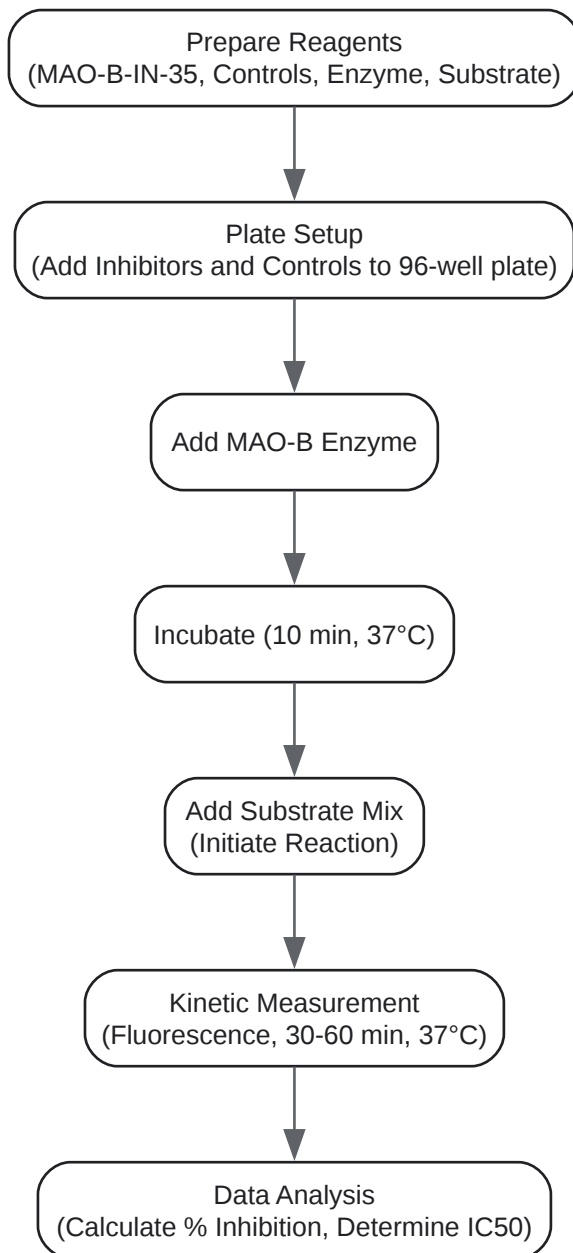 Prepare Reagents
(MAO-B-IN-35, Controls, Enzyme, Substrate)
Plate Setup
(Add Inhibitors and Controls to 96-well plate)
Add MAO-B Enzyme
Incubate (10 min, 37°C)
Add Substrate Mix
(Initiate Reaction)
Kinetic Measurement
(Fluorescence, 30-60 min, 37°C)
Data Analysis
(Calculate % Inhibition, Determine IC50)